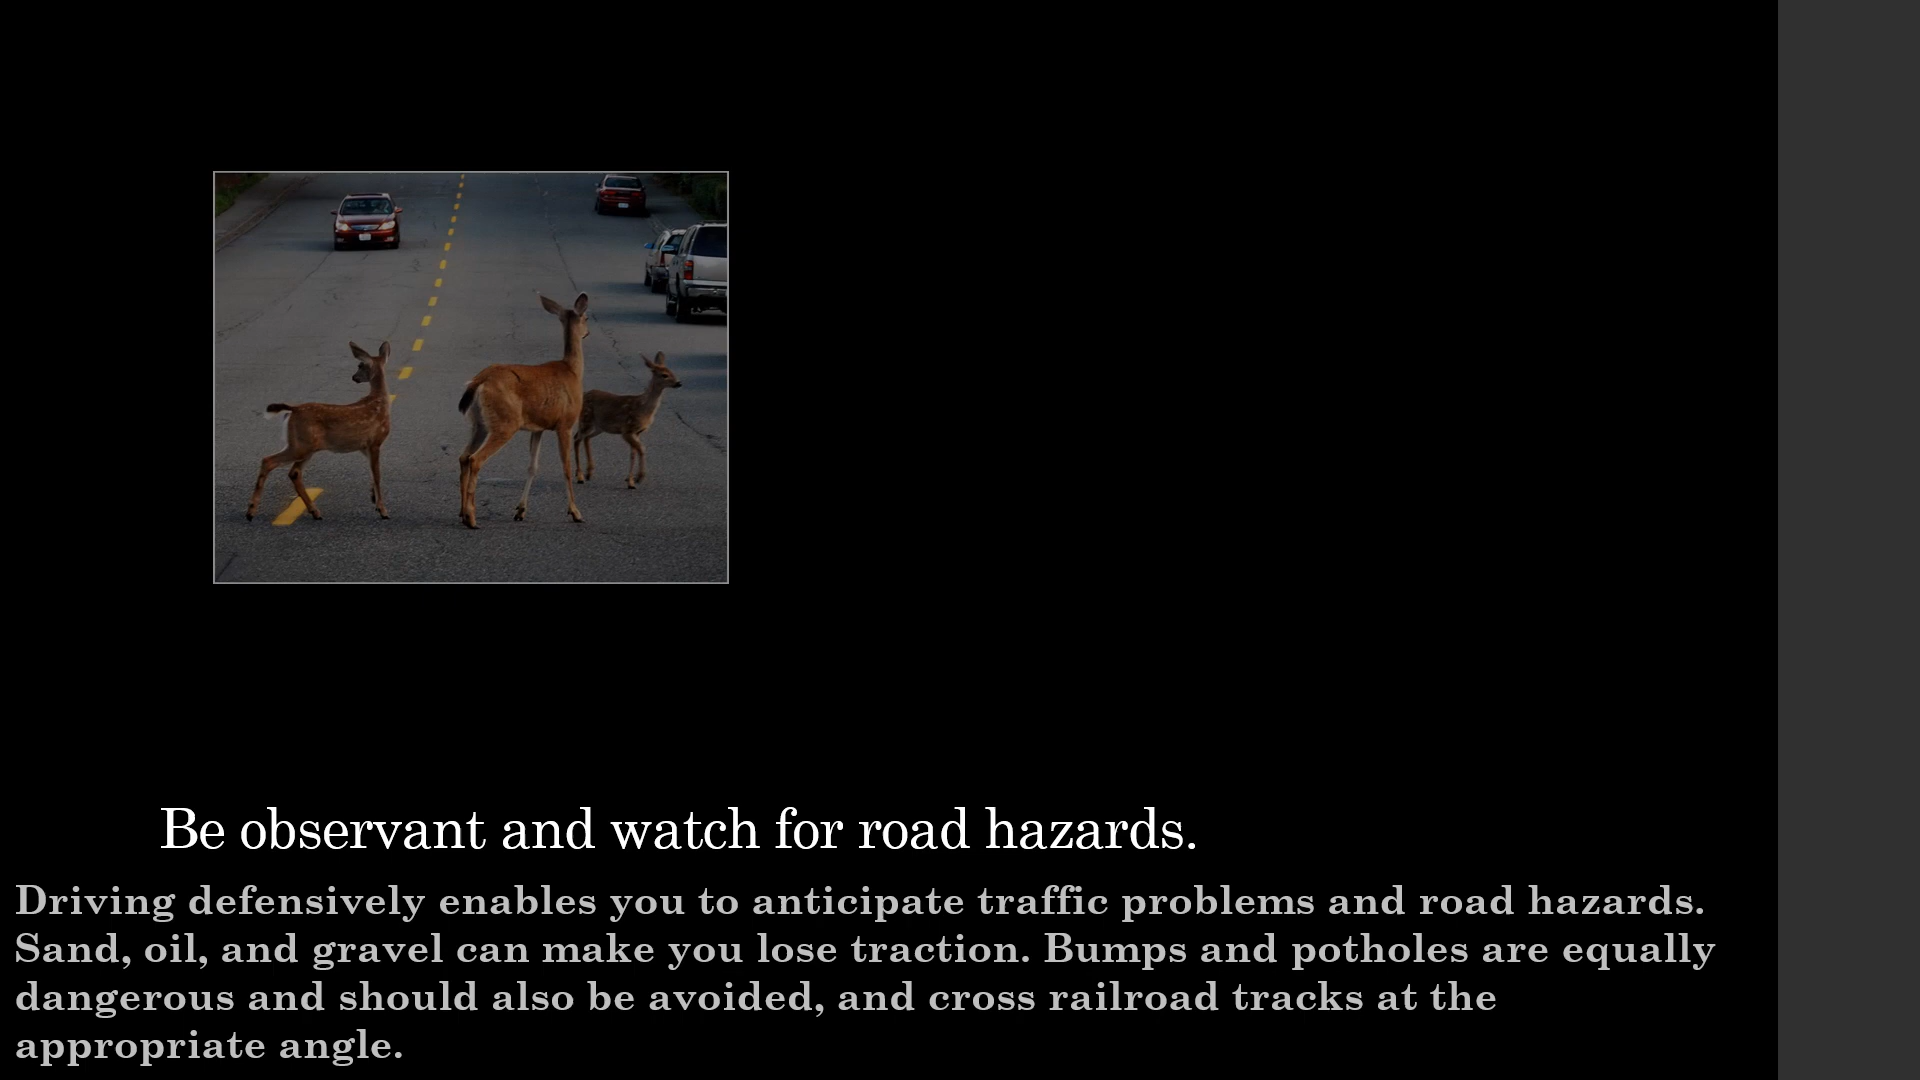 Be observant and watch for road hazards.
Driving defensively enables you to anticipate traffic problems and road hazards.
Sand, oil, and gravel can make you lose traction. Bumps and potholes are equally
dangerous and should also be avoided, and cross railroad tracks at the
appropriate angle.